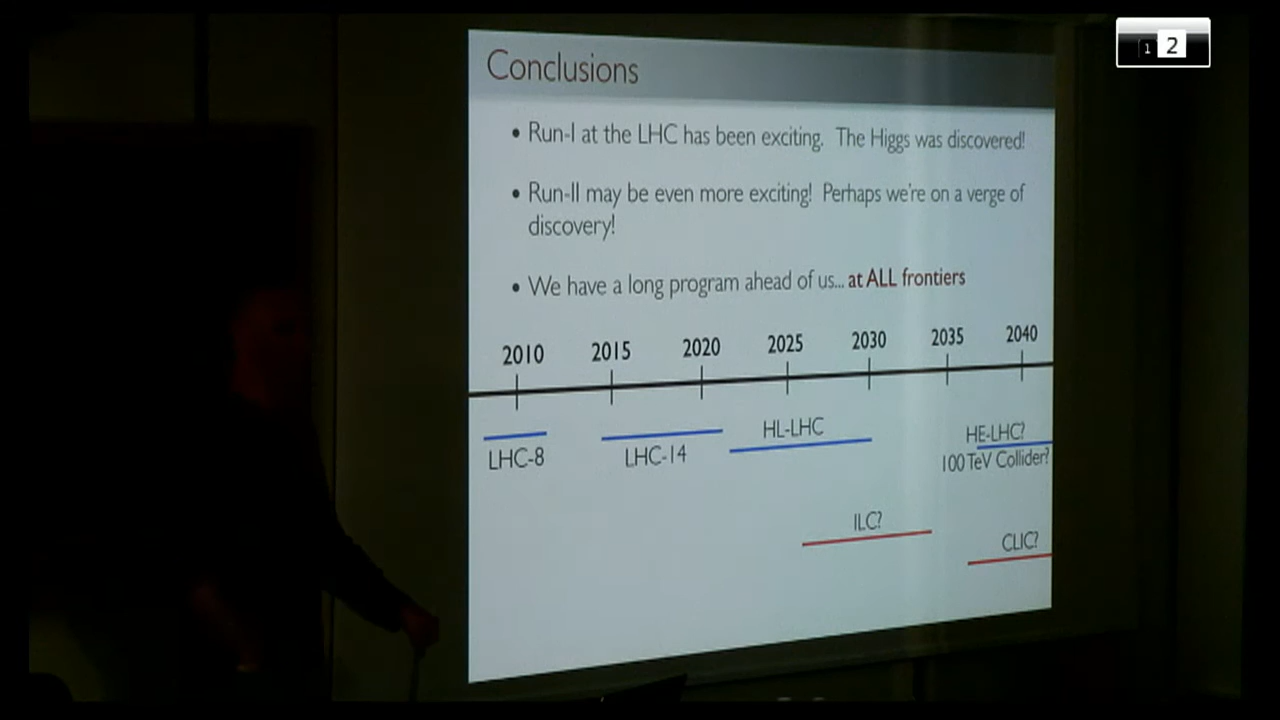 1 2
Conclusions
• Run-I at the LHC has been exciting. The Higgs was discovered!
• Run-II may be even more exciting! Perhaps we're on a verge of
discovery!
• We have a long program ahead of us... at ALL frontiers
2010 2015 2020 2025 2030 2035 2040
LHC-8 LHC-14 HL-LHC HE-LHC?
100 TeV Collider?
ILC?
CLIC?